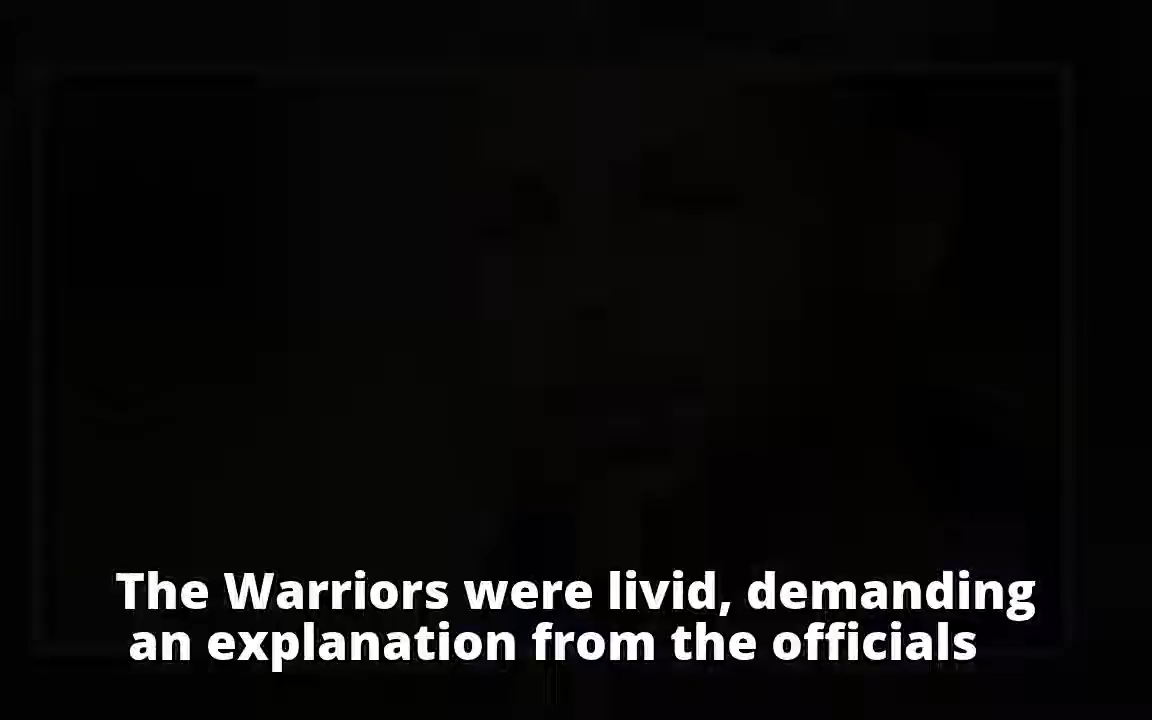 The Warriors were livid, demanding
an explanation from the officials